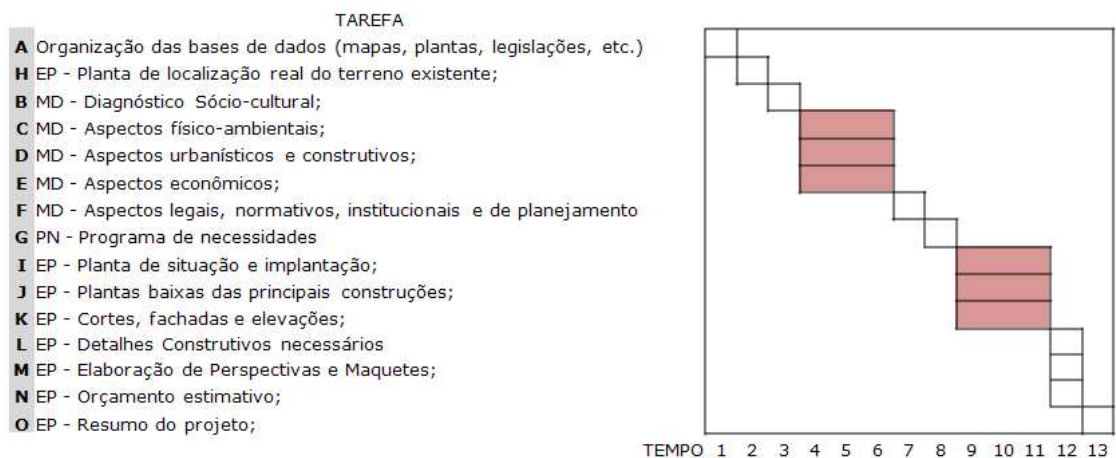 TAREFA
A Organização das bases de dados (mapas, plantas, legislações, etc.)
H EP - Planta de localização real do terreno existente;
B MD - Diagnóstico Sócio-cultural;
C MD - Aspectos físico-ambientais;
D MD - Aspectos urbanísticos e construtivos;
E MD - Aspectos econômicos;
F MD - Aspectos legais, normativos, institucionais e de planejamento
G PN - Programa de necessidades
I EP - Planta de situação e implantação;
J EP - Plantas baixas das principais construções;
K EP - Cortes, fachadas e elevações;
L EP - Detalhes Construtivos necessários
M EP - Elaboração de Perspectivas e Maquetes;
N EP - Orçamento estimativo;
O EP - Resumo do projeto;
TEMPO 1 2 3 4 5 6 7 8 9 10 11 12 13